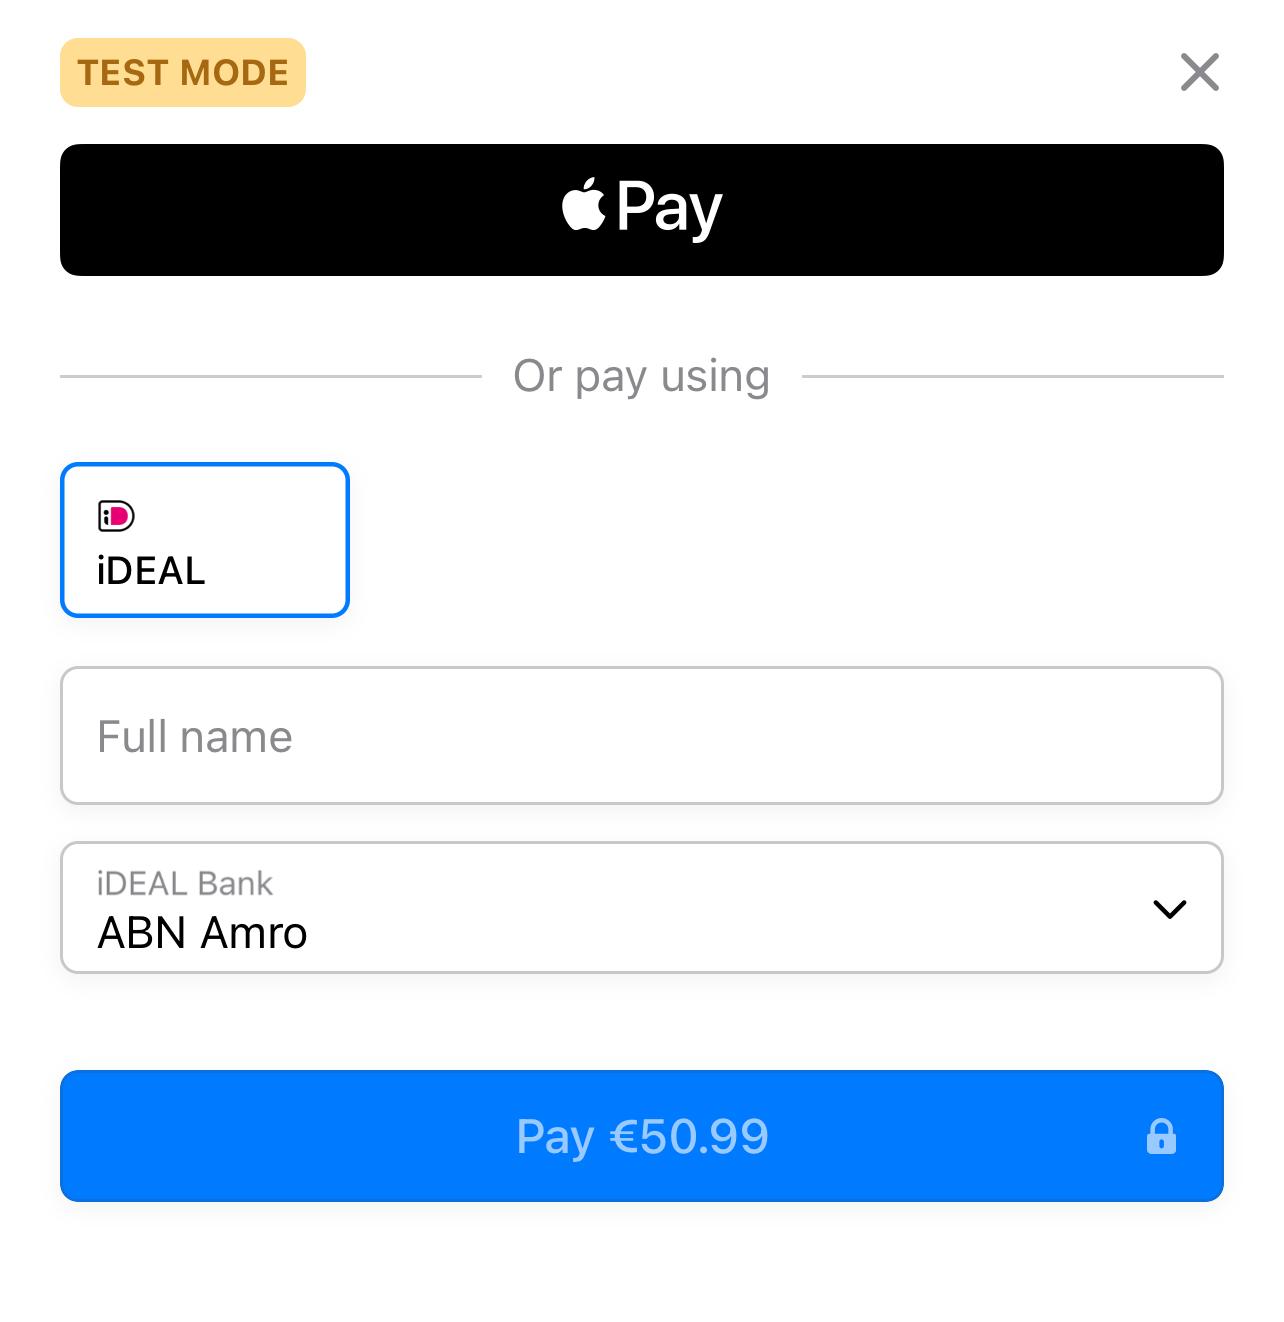 TEST MODE
Pay
Or pay using
iD
iDEAL
Full name
iDEAL Bank
ABN Amro
Pay €50.99